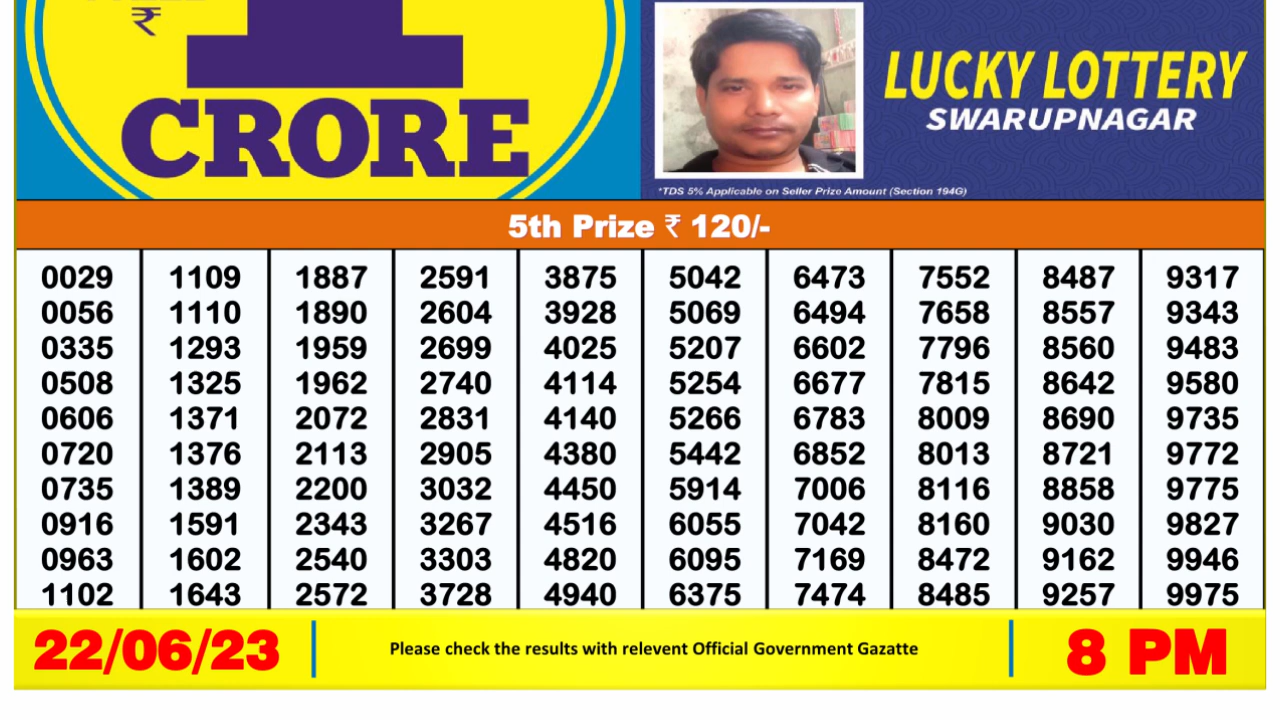 ₹
1
CRORE
LUCKY LOTTERY
SWARUPNAGAR
*TDS 5% Applicable on Seller Prize Amount (Section 194G)
5th Prize ₹ 120/-
0029 1109 1887 2591 3875 5042 6473 7552 8487 9317
0056 1110 1890 2604 3928 5069 6494 7658 8557 9343
0335 1293 1959 2699 4025 5207 6602 7796 8560 9483
0508 1325 1962 2740 4114 5254 6677 7815 8642 9580
0606 1371 2072 2831 4140 5266 6783 8009 8690 9735
0720 1376 2113 2905 4380 5442 6852 8013 8721 9772
0735 1389 2200 3032 4450 5914 7006 8116 8858 9775
0916 1591 2343 3267 4516 6055 7042 8160 9030 9827
0963 1602 2540 3303 4820 6095 7169 8472 9162 9946
1102 1643 2572 3728 4940 6375 7474 8485 9257 9975
22/06/23 Please check the results with relevent Official Government Gazatte 8 PM